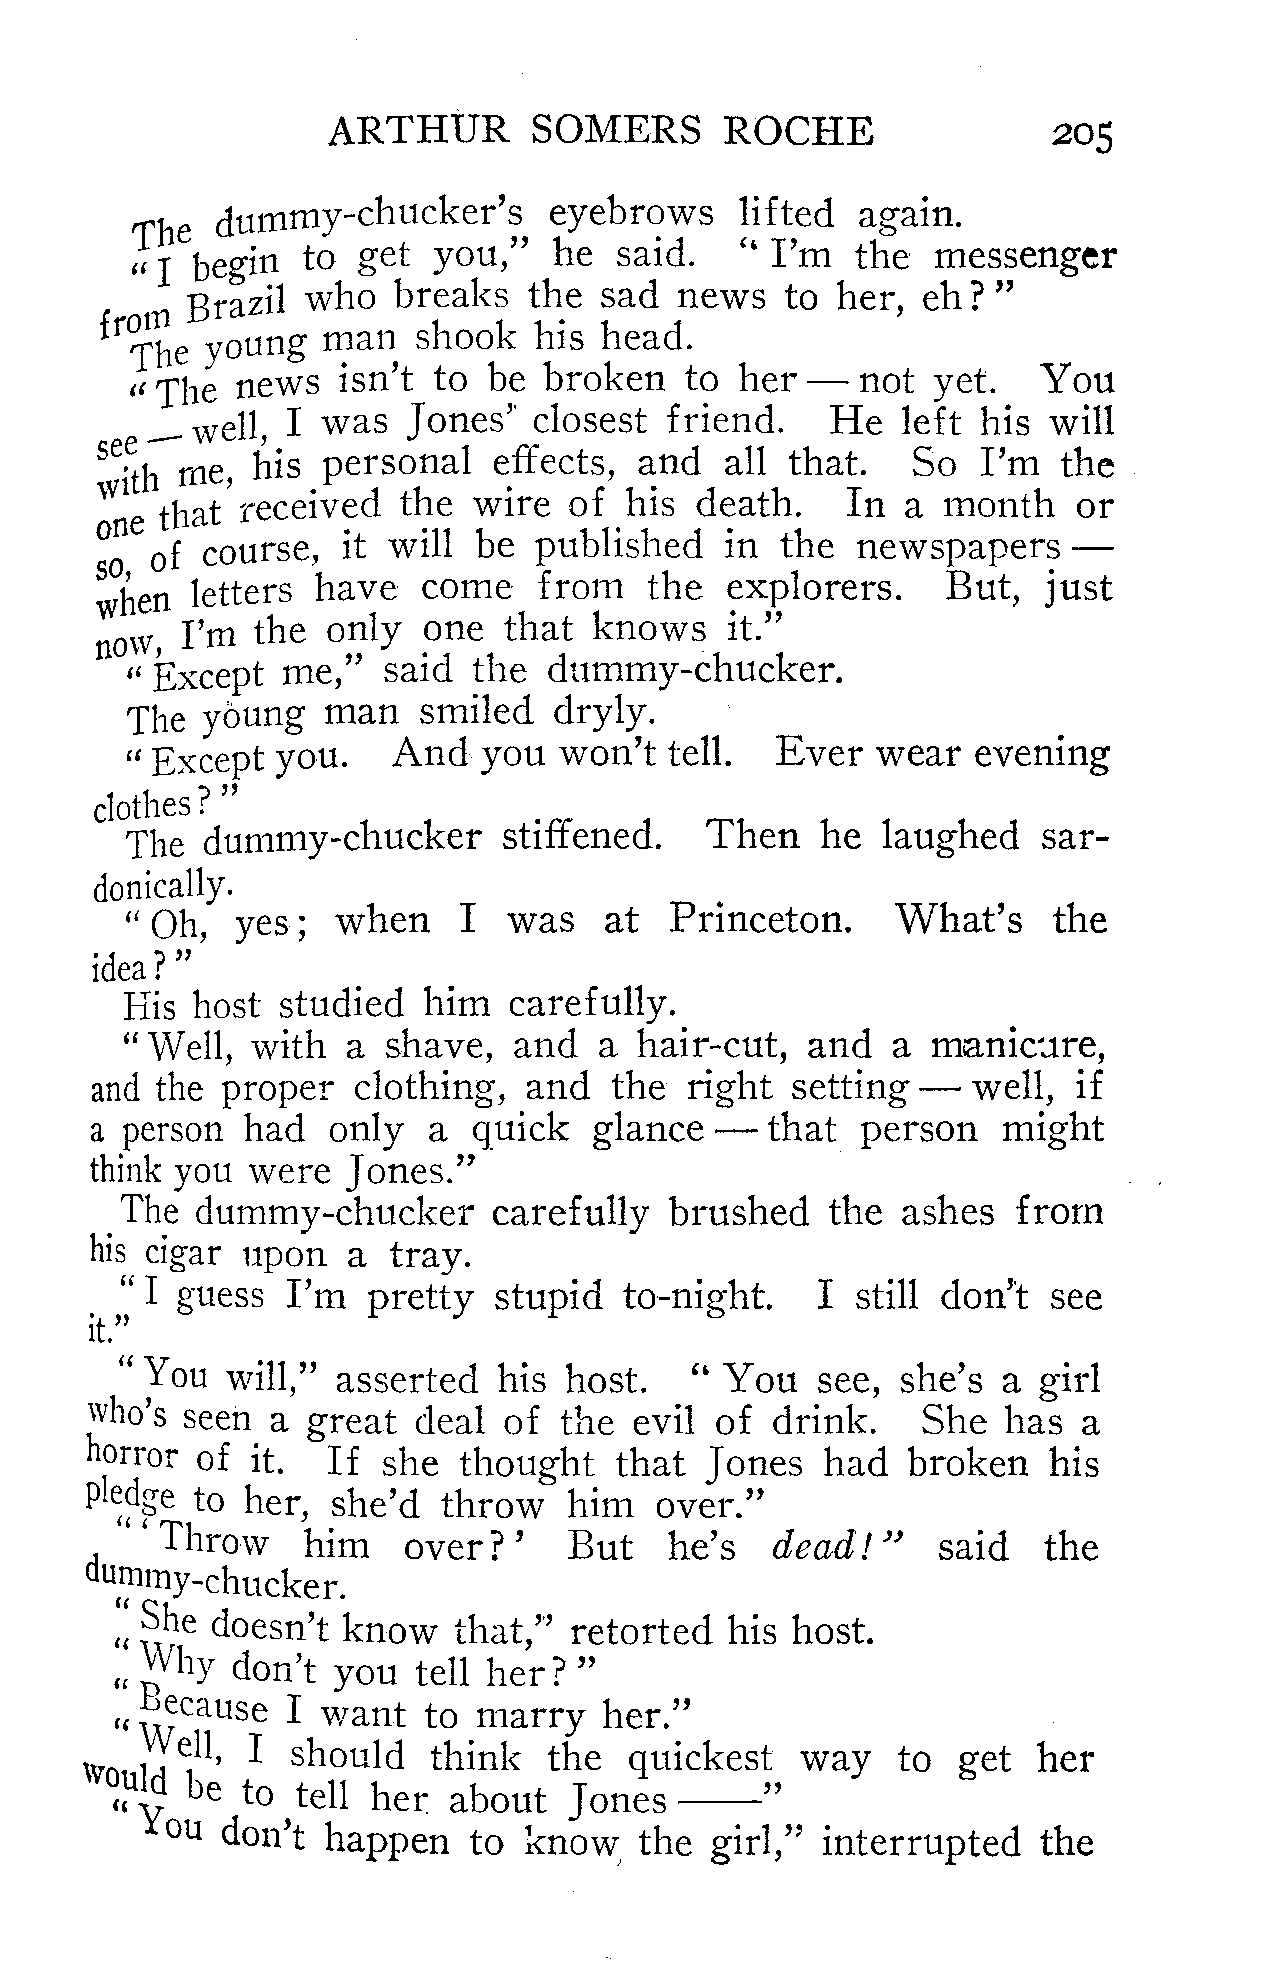 ARTHUR SOMERS ROCHE 205
The dummy-chucker's eyebrows lifted again.
"I begin to get you," he said. "I'm the messenger
from Brazil who breaks the sad news to her, eh?"
The young man shook his head.
"The news isn't to be broken to her — not yet. You
see — well, I was Jones' closest friend. He left his will
with me, his personal effects, and all that. So I'm the
one that received the wire of his death. In a month or
so, of course, it will be published in the newspapers —
when letters have come from the explorers. But, just
now, I'm the only one that knows it."
"Except me," said the dummy-chucker.
The young man smiled dryly.
"Except you. And you won't tell. Ever wear evening
clothes?"
The dummy-chucker stiffened. Then he laughed sar-
donically.
"Oh, yes; when I was at Princeton. What's the
idea?"
His host studied him carefully.
"Well, with a shave, and a hair-cut, and a manicure,
and the proper clothing, and the right setting — well, if
a person had only a quick glance — that person might
think you were Jones."
The dummy-chucker carefully brushed the ashes from
his cigar upon a tray.
"I guess I'm pretty stupid to-night. I still don't see
it."
"You will," asserted his host. "You see, she's a girl
who's seen a great deal of the evil of drink. She has a
horror of it. If she thought that Jones had broken his
pledge to her, she'd throw him over."
"'Throw him over?' But he's dead!" said the
dummy-chucker.
"She doesn't know that," retorted his host.
"Why don't you tell her?"
"Because I want to marry her."
"Well, I should think the quickest way to get her
would be to tell her about Jones ——"
"You don't happen to know the girl," interrupted the